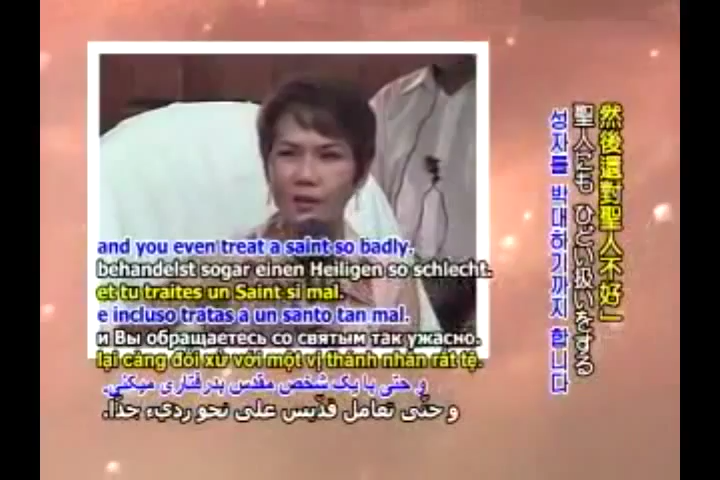 and you even treat a saint so badly.
behandelst sogar einen Heiligen so schlecht.
et tu traites un Saint si mal.
e incluso tratas a un santo tan mal.
и Вы обращаетесь со святым так ужасно.
lại càng đối xử với một vị thánh nhân rất tệ.
و حتی با یک شخص مقدس بدرفتاری میکنی.
و حتّى تعامل قدّيس على نحو رديء جدّاً.
然後還對聖人不好」
聖人にも ひどい扱いをする
성자를 박대하기까지 합니다